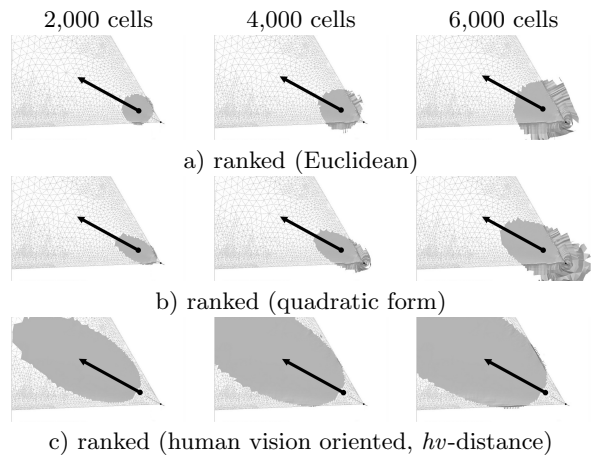 2,000 cells 4,000 cells 6,000 cells
a) ranked (Euclidean)
b) ranked (quadratic form)
c) ranked (human vision oriented, hv-distance)